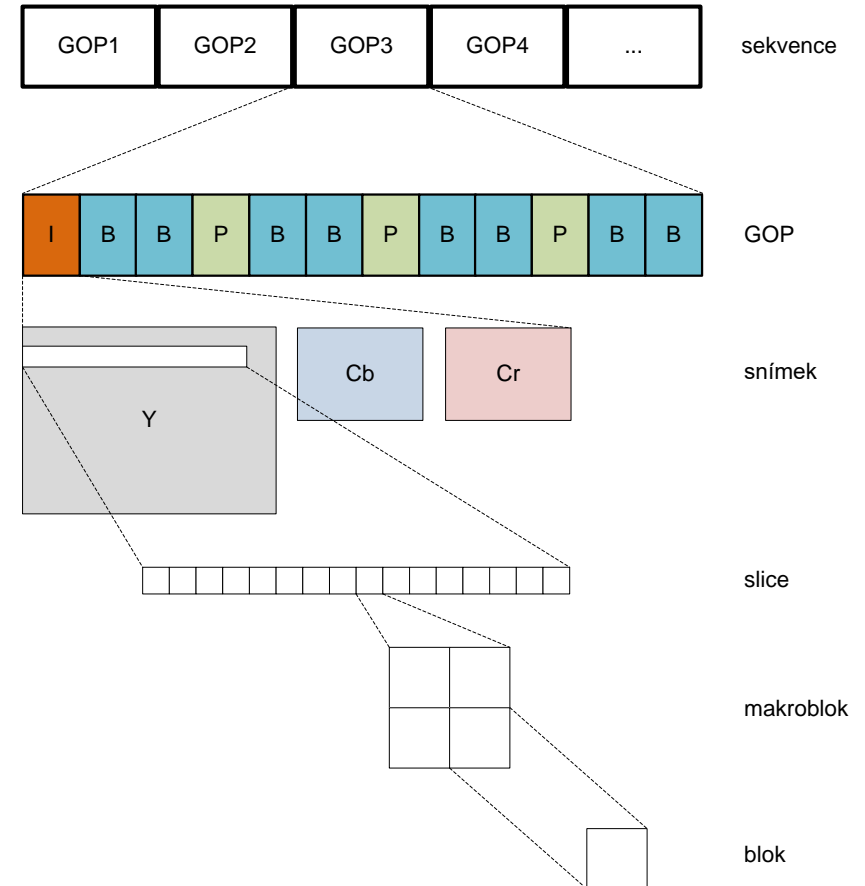 GOP1 GOP2 GOP3 GOP4 ... sekvence
I B B P B B P B B P B B GOP
Cb Cr snímek
Y
slice
makroblok
blok